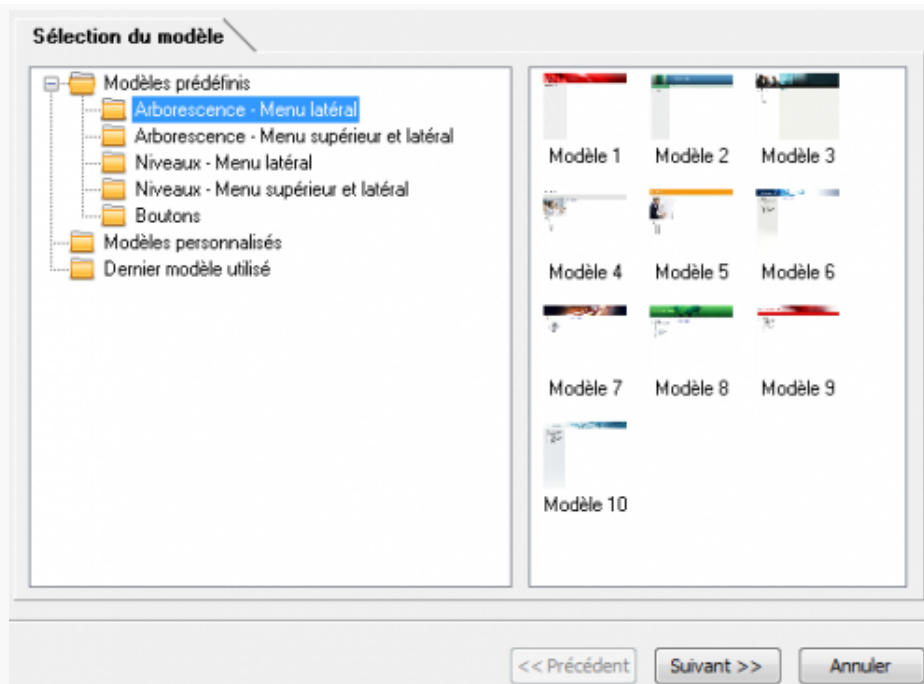 Sélection du modèle
Modèles prédéfinis
Arborescence - Menu latéral
Arborescence - Menu supérieur et latéral
Niveaux - Menu latéral
Niveaux - Menu supérieur et latéral
Boutons
Modèles personnalisés
Dernier modèle utilisé
Modèle 1
Modèle 2
Modèle 3
Modèle 4
Modèle 5
Modèle 6
Modèle 7
Modèle 8
Modèle 9
Modèle 10
<< Précédent
Suivant >>
Annuler